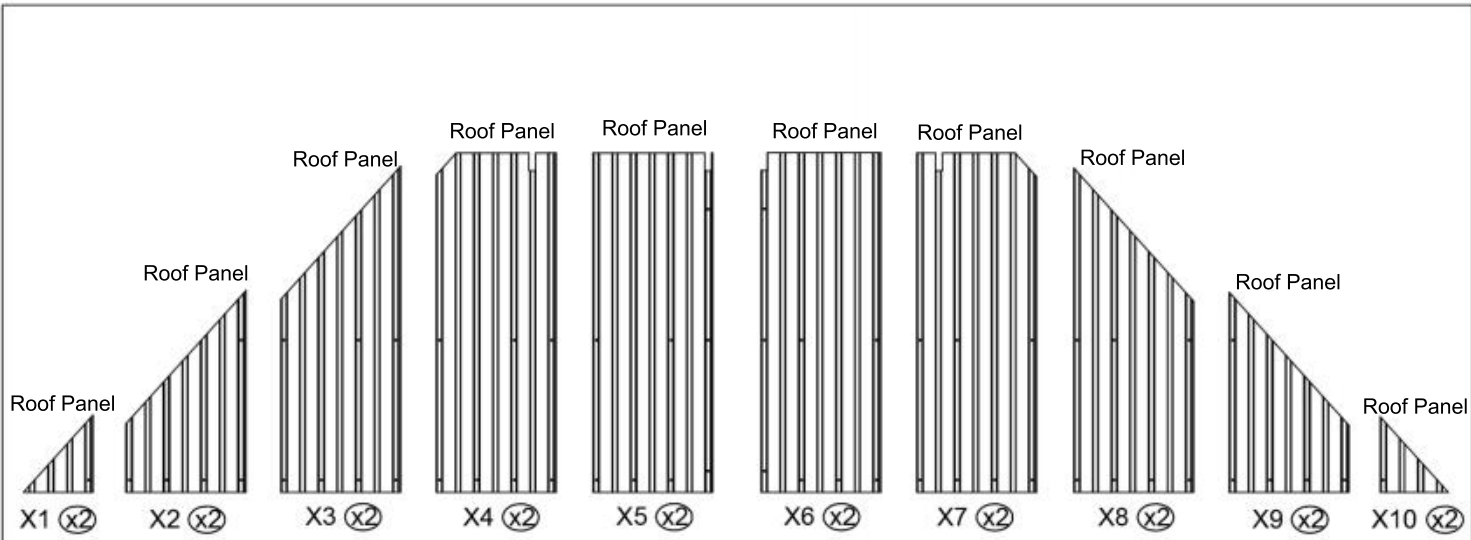 Roof Panel
Roof Panel
Roof Panel
Roof Panel
Roof Panel
Roof Panel
Roof Panel
Roof Panel
Roof Panel
Roof Panel
X1 x2
X2 x2
X3 x2
X4 x2
X5 x2
X6 x2
X7 x2
X8 x2
X9 x2
X10 x2